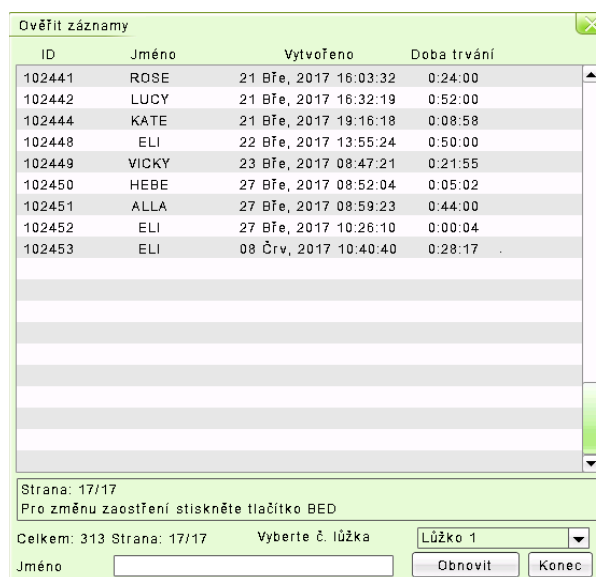 Ověřit záznamy
ID Jméno Vytvořeno Doba trvání
102441 ROSE 21 Bře, 2017 16:03:32 0:24:00
102442 LUCY 21 Bře, 2017 16:32:19 0:52:00
102444 KATE 21 Bře, 2017 19:16:18 0:08:58
102448 ELI 22 Bře, 2017 13:55:24 0:50:00
102449 VICKY 23 Bře, 2017 08:47:21 0:21:55
102450 HEBE 27 Bře, 2017 08:52:04 0:05:02
102451 ALLA 27 Bře, 2017 08:59:23 0:44:00
102452 ELI 27 Bře, 2017 10:26:10 0:00:04
102453 ELI 08 Črv, 2017 10:40:40 0:28:17
Strana: 17/17
Pro změnu zaostření stiskněte tlačítko BED
Celkem: 313 Strana: 17/17 Vyberte č. lůžka Lůžko 1
Jméno Obnovit Konec